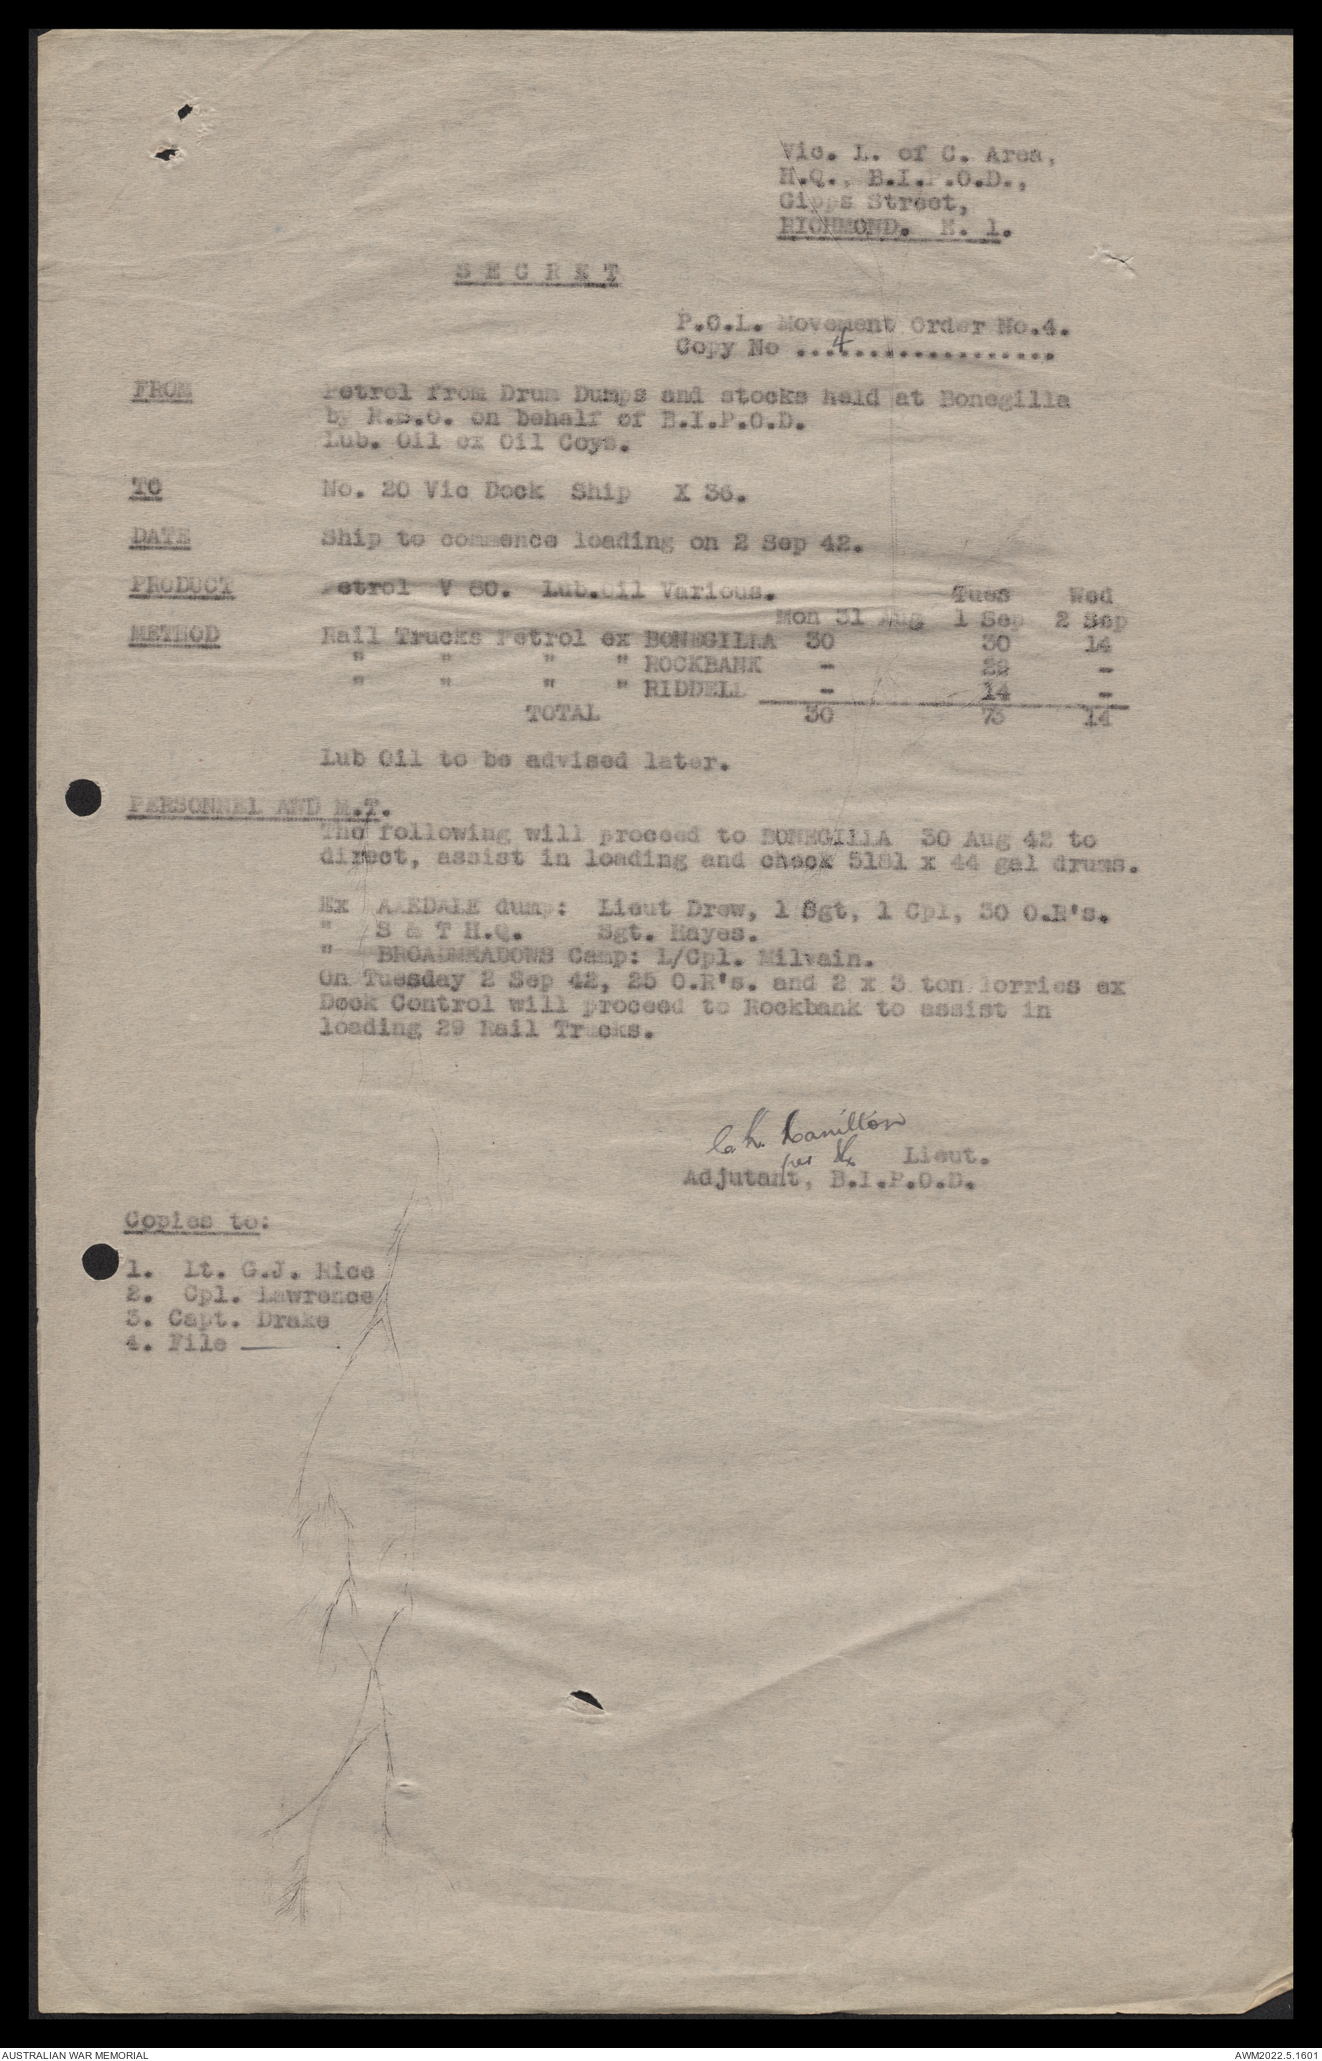 Vic. L. of C. Area,
H.Q., B.I.P.O.D.,
Gipps Street,
RICHMOND. E. 1.
S E C R E T
P.O.L. Movement Order No.4.
Copy No ...4...............
FROM Petrol from Drum Dumps and stocks held at Bonegilla
by on behalf of B.I.P.O.D.
Lub. Oil ex Oil Coys.
TO No. 20 Vic Dock Ship X 36.
DATE Ship to commence loading on 2 Sep 42.
PRODUCT Petrol V 80. Lub.Oil Various. Tues Wed
Mon 31 Aug 1 Sep 2 Sep
METHOD Rail Trucks Petrol ex BONEGILLA 30 30 14
" " " " ROCKBANK - 29 -
" " " " RIDDELL - 14 -
TOTAL 30 73 14
Lub Oil to be advised later.
PERSONNEL AND M.T.
The following will proceed to BONEGILLA 30 Aug 42 to
direct, assist in loading and check 5181 x 44 gal drums.
Ex AXEDALE dump: Lieut Drew, 1 Sgt, 1 Cpl, 30 O.R's.
" S & T H.Q. Sgt. Hayes.
" BROADMEADOWS Camp: L/Cpl. Milvain.
On Tuesday 2 Sep 42, 25 O.R's. and 2 x 3 ton lorries ex
Dock Control will proceed to Rockbank to assist in
loading 29 Rail Trucks.
Hamilton
per Lieut.
Adjutant, B.I.P.O.D.
Copies to:
1. Lt. G.J. Rice
2. Cpl. Lawrence
3. Capt. Drake
4. File
AUSTRALIAN WAR MEMORIAL AWM2022.5.1601